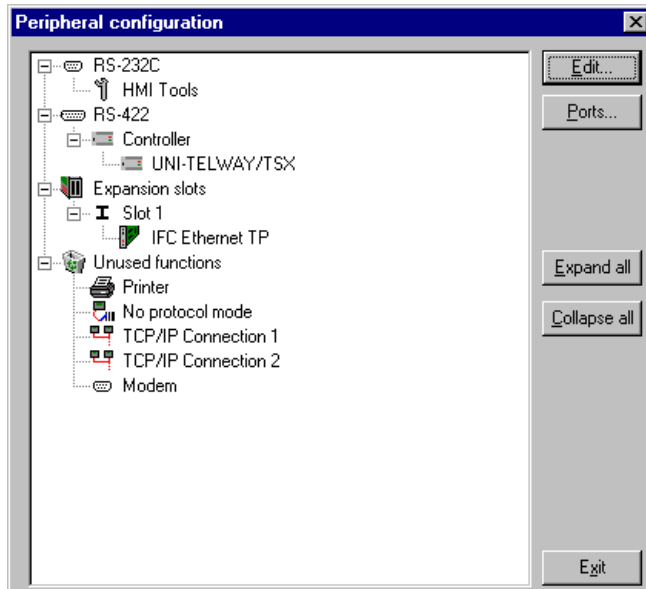 Peripheral configuration
RS-232C
HMI Tools
RS-422
Controller
UNI-TELWAY/TSX
Expansion slots
Slot 1
IFC Ethernet TP
Unused functions
Printer
No protocol mode
TCP/IP Connection 1
TCP/IP Connection 2
Modem
Edit...
Ports...
Expand all
Collapse all
Exit